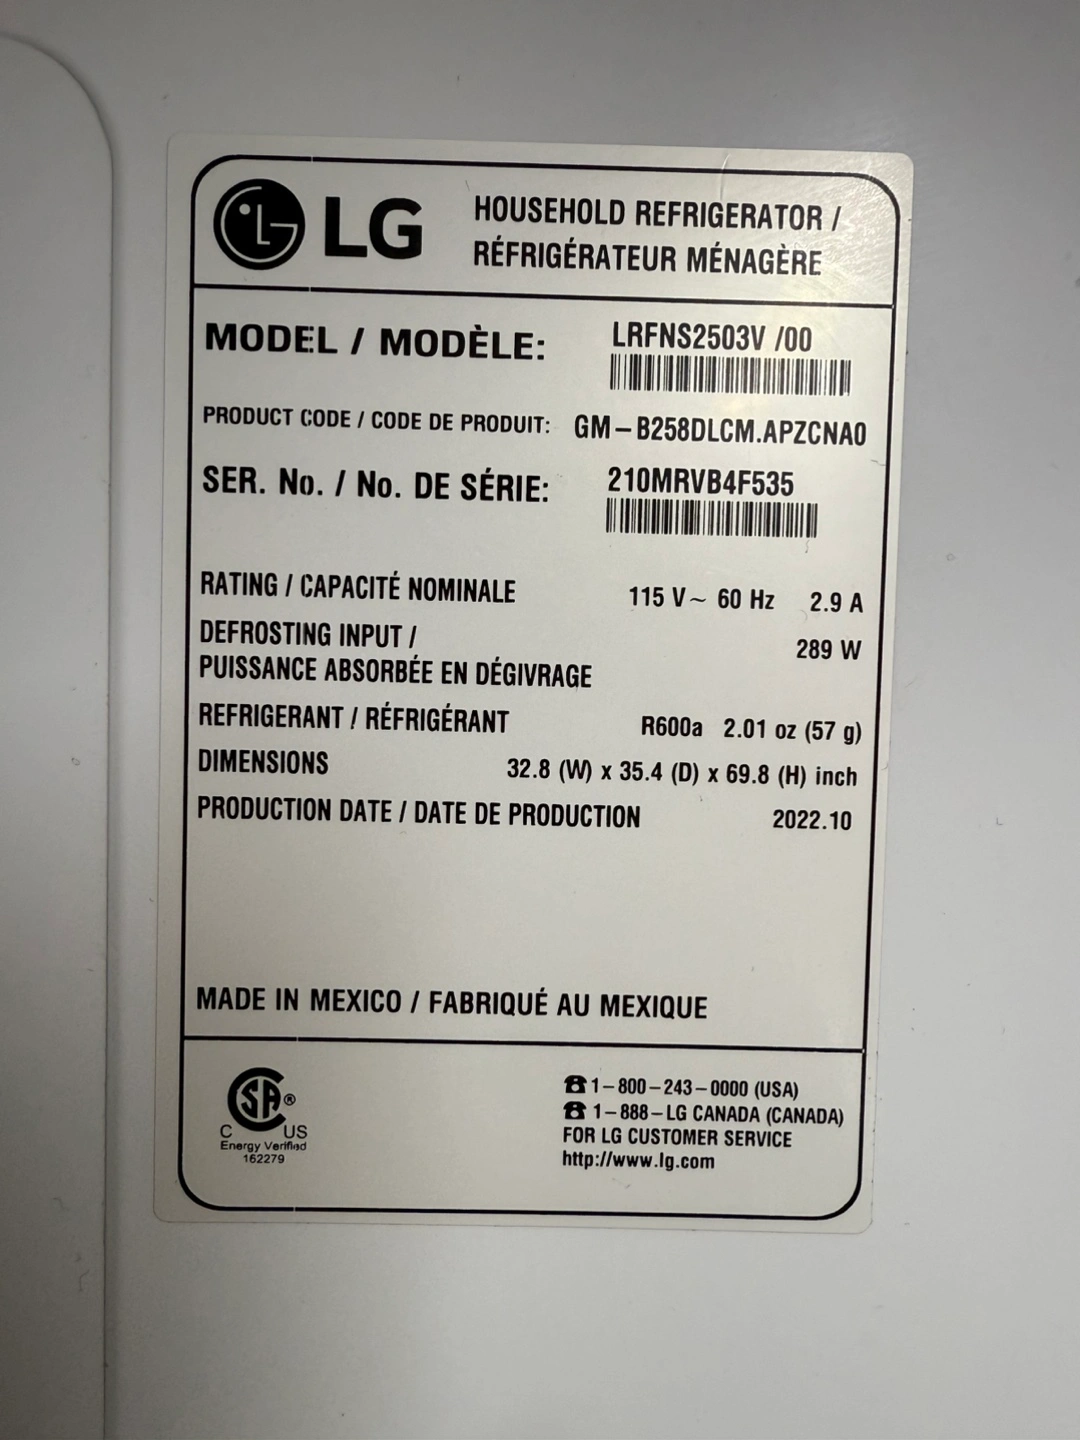 LG HOUSEHOLD REFRIGERATOR /
RÉFRIGÉRATEUR MÉNAGÈRE
MODEL / MODÈLE: LRFNS2503V /00
PRODUCT CODE / CODE DE PRODUIT: GM-B258DLCM.APZCNA0
SER. No. / No. DE SÉRIE: 210MRVB4F535
RATING / CAPACITÉ NOMINALE 115 V~ 60 Hz 2.9 A
DEFROSTING INPUT / 289 W
PUISSANCE ABSORBÉE EN DÉGIVRAGE
REFRIGERANT / RÉFRIGÉRANT R600a 2.01 oz (57 g)
DIMENSIONS 32.8 (W) x 35.4 (D) x 69.8 (H) inch
PRODUCTION DATE / DATE DE PRODUCTION 2022.10
MADE IN MEXICO / FABRIQUÉ AU MEXIQUE
CSA®
C US
Energy Verified
162279
☎1-800-243-0000 (USA)
☎ 1-888-LG CANADA (CANADA)
FOR LG CUSTOMER SERVICE
http://www.lg.com